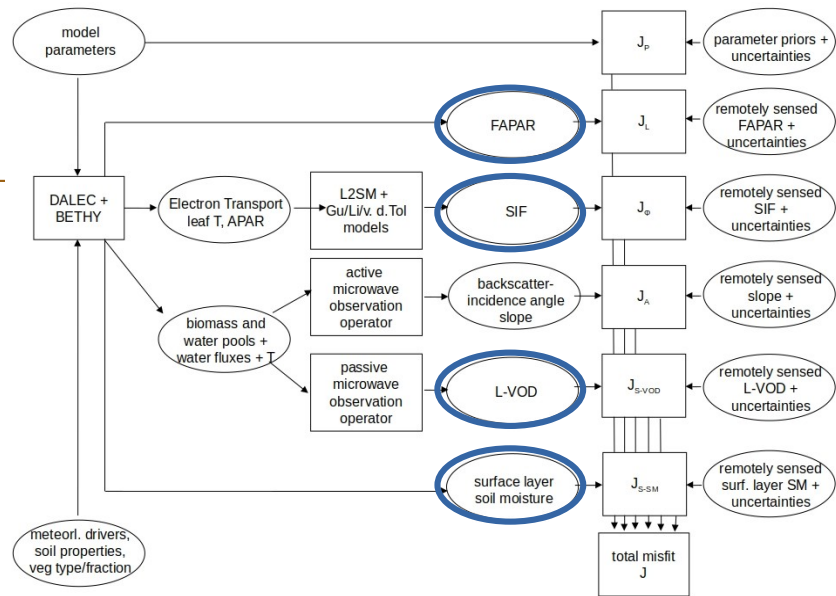 model
parameters
J_P
parameter priors +
uncertainties
FAPAR
J_L
remotely sensed
FAPAR +
uncertainties
DALEC +
BETHY
Electron Transport
leaf T, APAR
L2SM +
Gu/Li/v. d.Tol
models
SIF
J_Φ
remotely sensed
SIF +
uncertainties
biomass and
water pools +
water fluxes + T
active
microwave
observation
operator
backscatter-
incidence angle
slope
J_A
remotely sensed
slope +
uncertainties
passive
microwave
observation
operator
L-VOD
J_S-VOD
remotely sensed
L-VOD +
uncertainties
surface layer
soil moisture
J_S-SM
remotely sensed
surf. layer SM +
uncertainties
meteorl. drivers,
soil properties,
veg type/fraction
total misfit
J